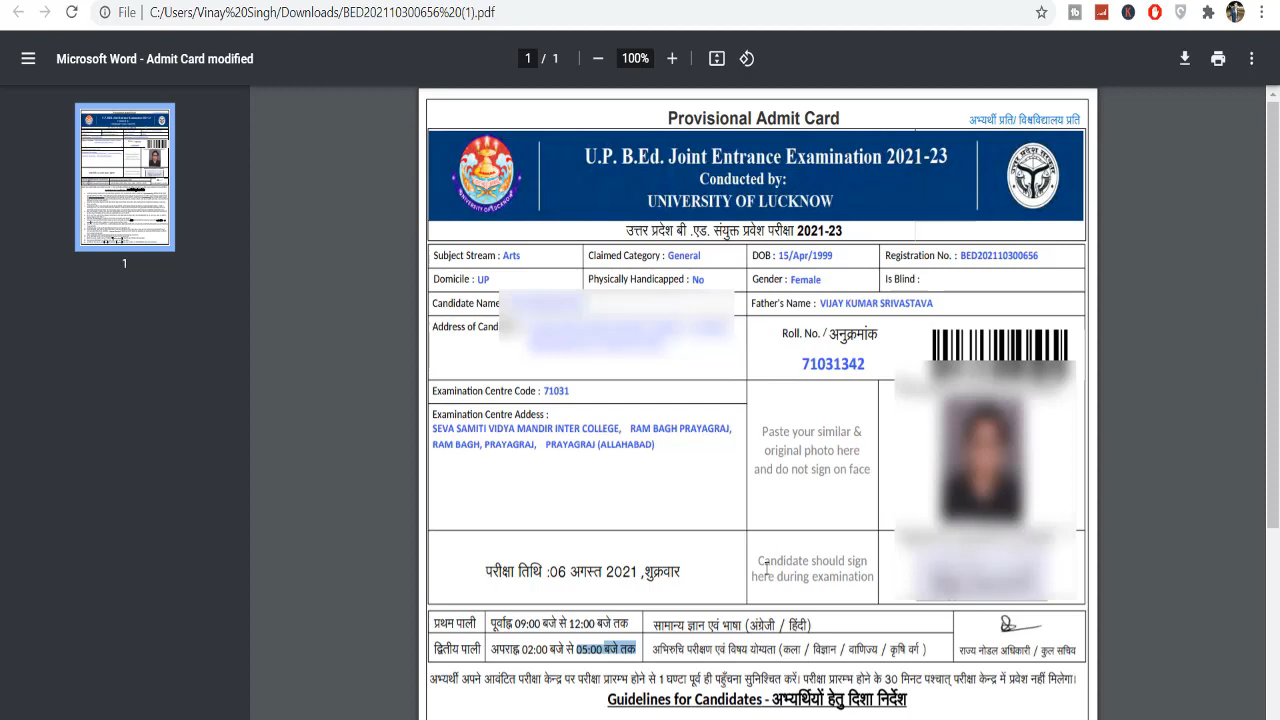 File C:/Users/Vinay%20Singh/Downloads/BED202110300656%20(1).pdf
Microsoft Word - Admit Card modified
1 / 1
100%
1
Provisional Admit Card
अभ्यर्थी प्रति/ विश्वविद्यालय प्रति
U.P. B.Ed. Joint Entrance Examination 2021-23
Conducted by:
UNIVERSITY OF LUCKNOW
उत्तर प्रदेश बी .एड. संयुक्त प्रवेश परीक्षा 2021-23
Subject Stream : Arts
Claimed Category : General
DOB : 15/Apr/1999
Registration No. : BED202110300656
Domicile : UP
Physically Handicapped : No
Gender : Female
Is Blind :
Candidate Name
Father's Name : VIJAY KUMAR SRIVASTAVA
Address of Cand
Roll. No. / अनुक्रमांक
71031342
Examination Centre Code : 71031
Examination Centre Addess :
SEVA SAMITI VIDYA MANDIR INTER COLLEGE, RAM BAGH PRAYAGRAJ,
RAM BAGH, PRAYAGRAJ, PRAYAGRAJ (ALLAHABAD)
Paste your similar &
original photo here
and do not sign on face
परीक्षा तिथि :06 अगस्त 2021 ,शुक्रवार
Candidate should sign
here during examination
प्रथम पाली पूर्वाह्न 09:00 बजे से 12:00 बजे तक सामान्य ज्ञान एवं भाषा (अंग्रेजी / हिंदी)
द्वितीय पाली अपराह्न 02:00 बजे से 05:00 बजे तक अभिरुचि परीक्षण एवं विषय योग्यता (कला / विज्ञान / वाणिज्य / कृषि वर्ग )
राज्य नोडल अधिकारी / कुल सचिव
अभ्यर्थी अपने आवंटित परीक्षा केन्द्र पर परीक्षा प्रारम्भ होने से 1 घण्टा पूर्व ही पहुँचना सुनिश्चित करें। परीक्षा प्रारम्भ होने के 30 मिनट पश्चात् परीक्षा केन्द्र में प्रवेश नहीं मिलेगा।
Guidelines for Candidates - अभ्यर्थियों हेतु दिशा निर्देश